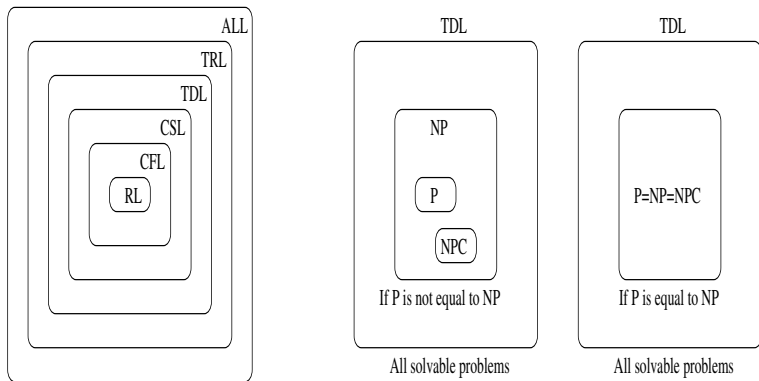 ALL
TRL
TDL
CSL
CFL
RL
TDL
NP
P
NPC
If P is not equal to NP
All solvable problems
TDL
P=NP=NPC
If P is equal to NP
All solvable problems